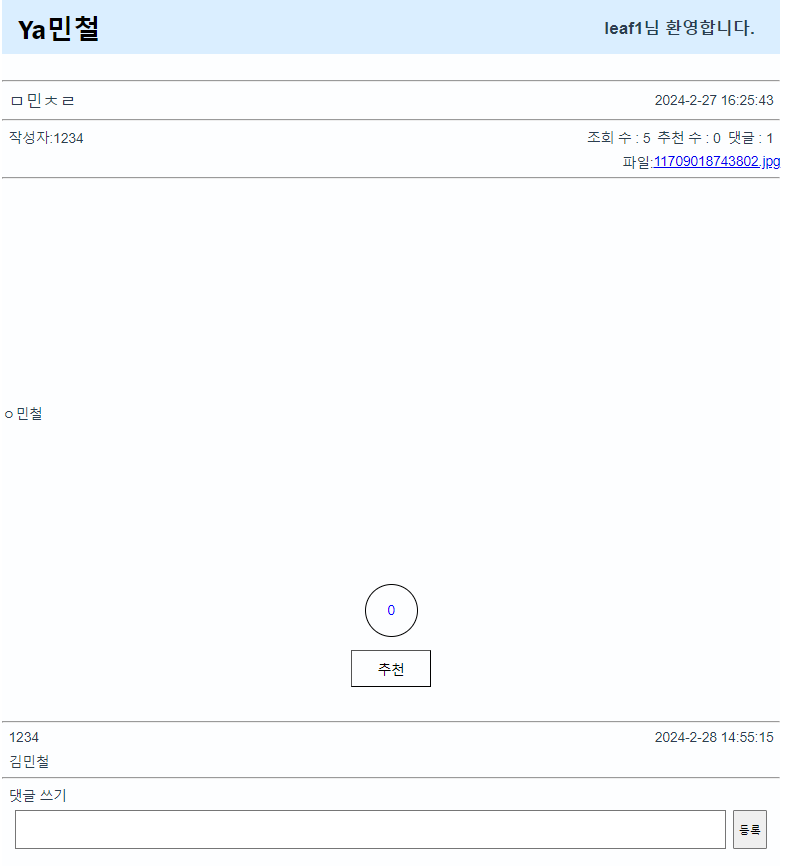 Ya민철
leaf1님 환영합니다.
ㅁ민ㅊㄹ
2024-2-27 16:25:43
작성자:1234
조회 수 : 5 추천 수 : 0 댓글 : 1
파일:11709018743802.jpg
ㅇ민철
0
추천
1234
2024-2-28 14:55:15
김민철
댓글 쓰기
등록